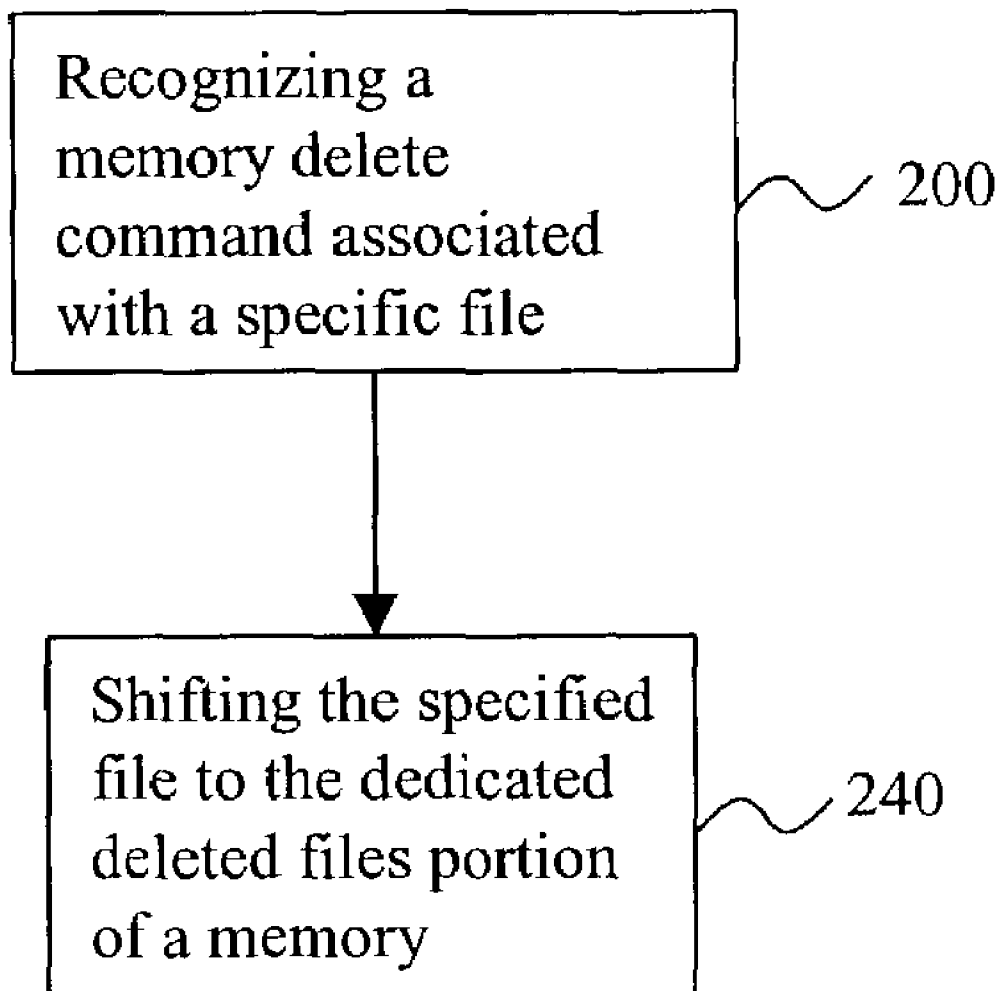 Recognizing a
memory delete
command associated
with a specific file
200
Shifting the specified
file to the dedicated
deleted files portion
of a memory
240